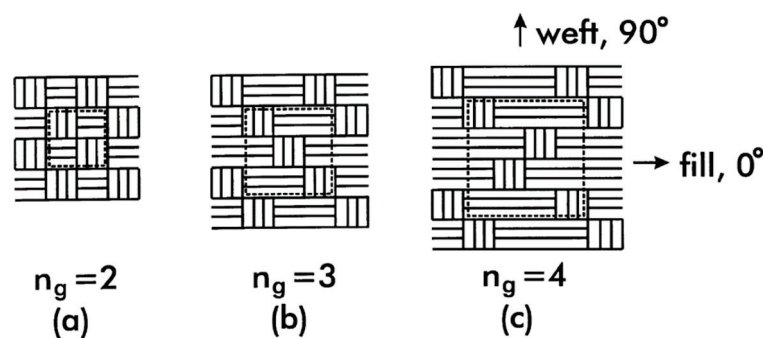 ↑ weft, 90°
→ fill, 0°
n_g = 2
(a)
n_g = 3
(b)
n_g = 4
(c)